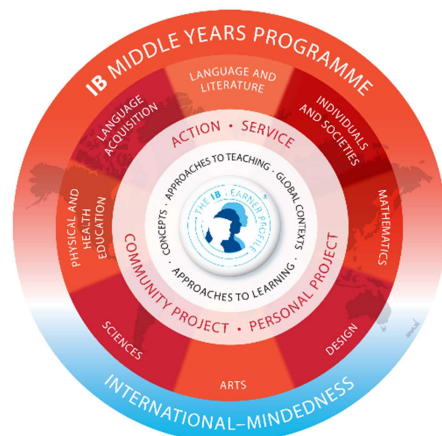 IB MIDDLE YEARS PROGRAMME
LANGUAGE AND
LITERATURE
INDIVIDUALS
AND SOCIETIES
MATHEMATICS
DESIGN
ARTS
SCIENCES
PHYSICAL AND
HEALTH
EDUCATION
LANGUAGE
ACQUISITION
ACTION • SERVICE
PERSONAL PROJECT
COMMUNITY PROJECT •
APPROACHES TO TEACHING ·
GLOBAL CONTEXTS ·
APPROACHES TO LEARNING ·
CONCEPTS ·
THE IB LEARNER PROFILE
INTERNATIONAL–MINDEDNESS